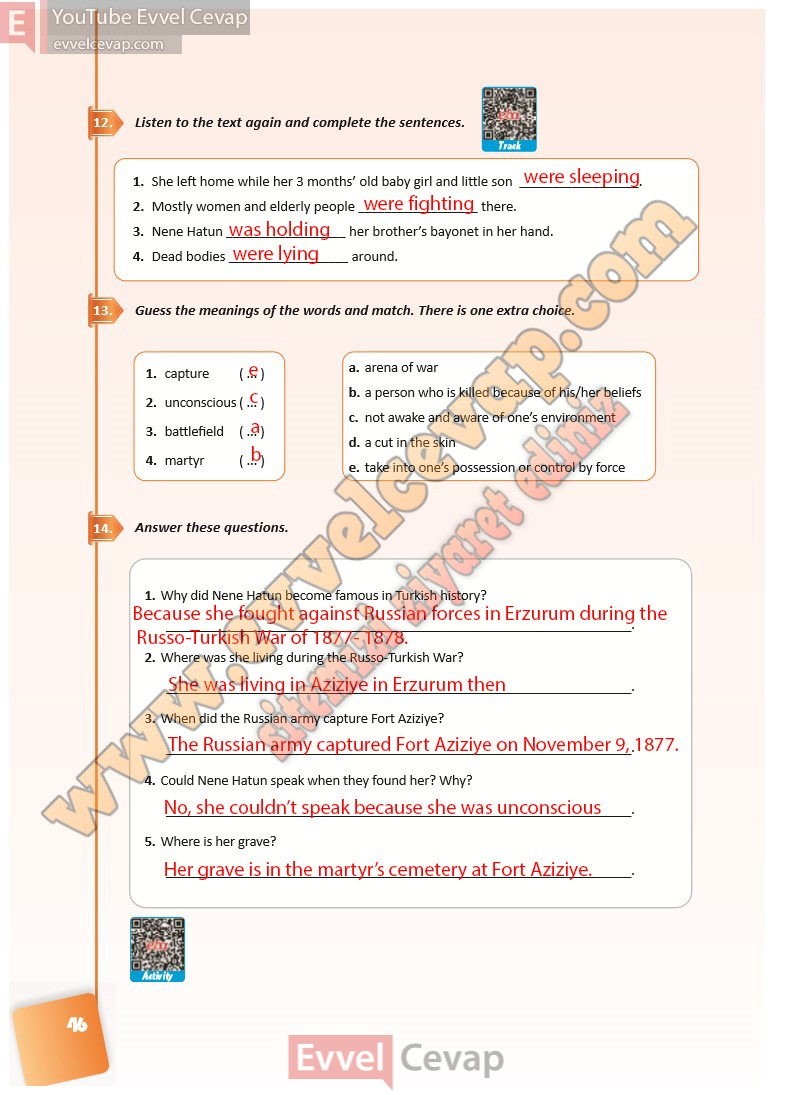 E YouTube Evvel Cevap
evvelcevap.com
12. Listen to the text again and complete the sentences.
Track
1. She left home while her 3 months' old baby girl and little son were sleeping.
2. Mostly women and elderly people were fighting there.
3. Nene Hatun was holding her brother's bayonet in her hand.
4. Dead bodies were lying around.
13. Guess the meanings of the words and match. There is one extra choice.
1. capture (e)
2. unconscious (c)
3. battlefield (a)
4. martyr (b)
a. arena of war
b. a person who is killed because of his/her beliefs
c. not awake and aware of one's environment
d. a cut in the skin
e. take into one's possession or control by force
14. Answer these questions.
1. Why did Nene Hatun become famous in Turkish history?
Because she fought against Russian forces in Erzurum during the
Russo-Turkish War of 1877- 1878.
2. Where was she living during the Russo-Turkish War?
She was living in Aziziye in Erzurum then.
3. When did the Russian army capture Fort Aziziye?
The Russian army captured Fort Aziziye on November 9, 1877.
4. Could Nene Hatun speak when they found her? Why?
No, she couldn't speak because she was unconscious.
5. Where is her grave?
Her grave is in the martyr's cemetery at Fort Aziziye.
Activity
46
www.evvelcevap.com
sitemizi ziyaret ediniz
Evvel Cevap